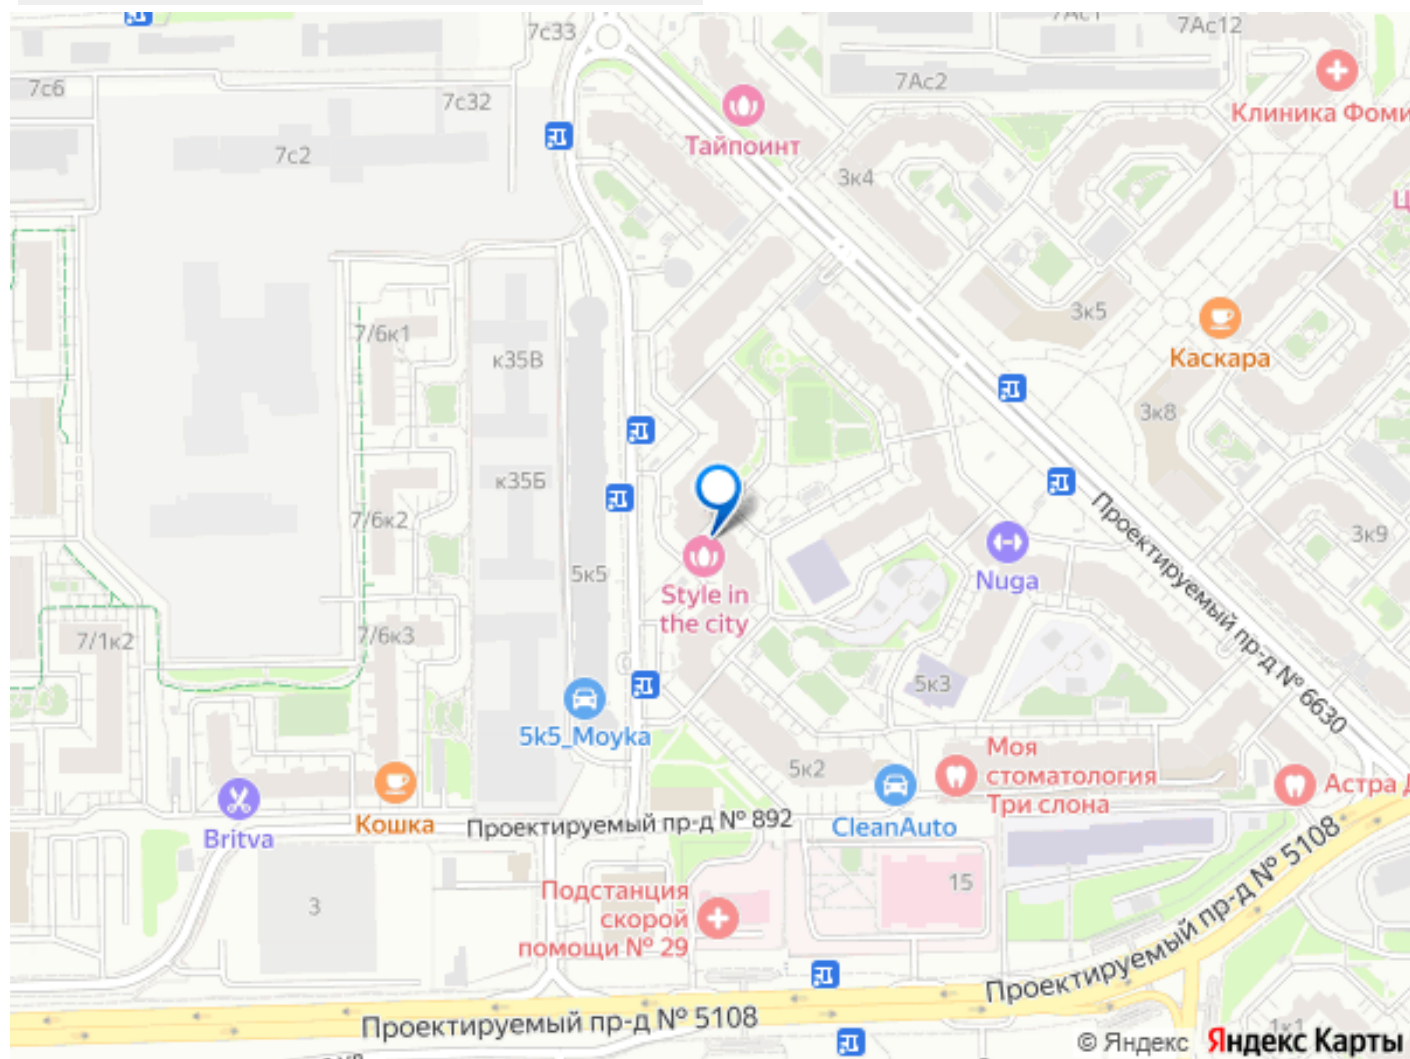 7с33
7Ас12
7с6
7с32
7Ас2
Клиника Фоми
7с2
Тайпоинт
3к4
Ц
3к5
7/6к1
к35В
Каскара
3к8
к35Б
7/6к2
Проектируемый пр-д № 6630
3к9
5к5
Nuga
Style in
the city
7/1к2
7/6к3
5к3
5k5_Moyka
5к2
Моя
стоматология
Три слона
Астра Д
Britva
Кошка
Проектируемый пр-д № 892
CleanAuto
3
15
Подстанция
скорой
помощи № 29
Проектируемый пр-д № 5108
Проектируемый пр-д № 5108
1к1
© Яндекс Яндекс Карты